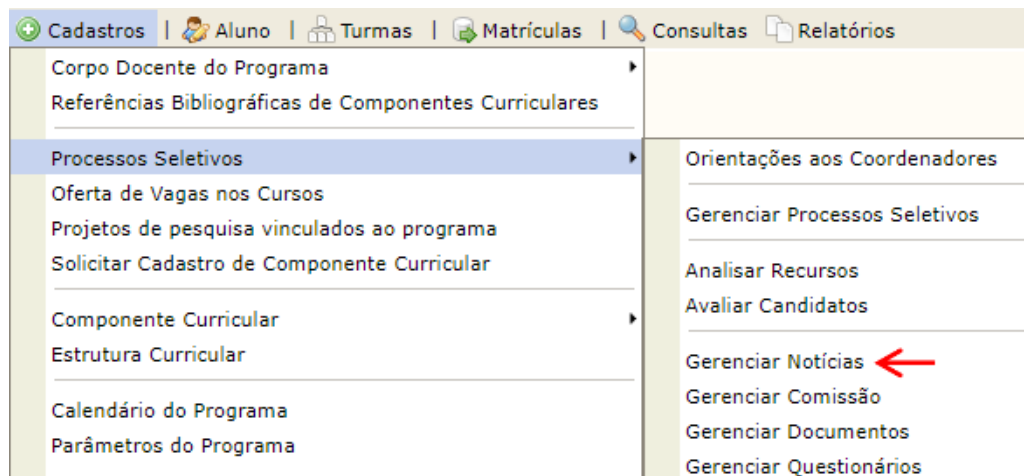 Cadastros | Aluno | Turmas | Matrículas | Consultas Relatórios
Corpo Docente do Programa
Referências Bibliográficas de Componentes Curriculares
Processos Seletivos
Oferta de Vagas nos Cursos
Projetos de pesquisa vinculados ao programa
Solicitar Cadastro de Componente Curricular
Componente Curricular
Estrutura Curricular
Calendário do Programa
Parâmetros do Programa
Orientações aos Coordenadores
Gerenciar Processos Seletivos
Analisar Recursos
Avaliar Candidatos
Gerenciar Notícias
Gerenciar Comissão
Gerenciar Documentos
Gerenciar Questionários